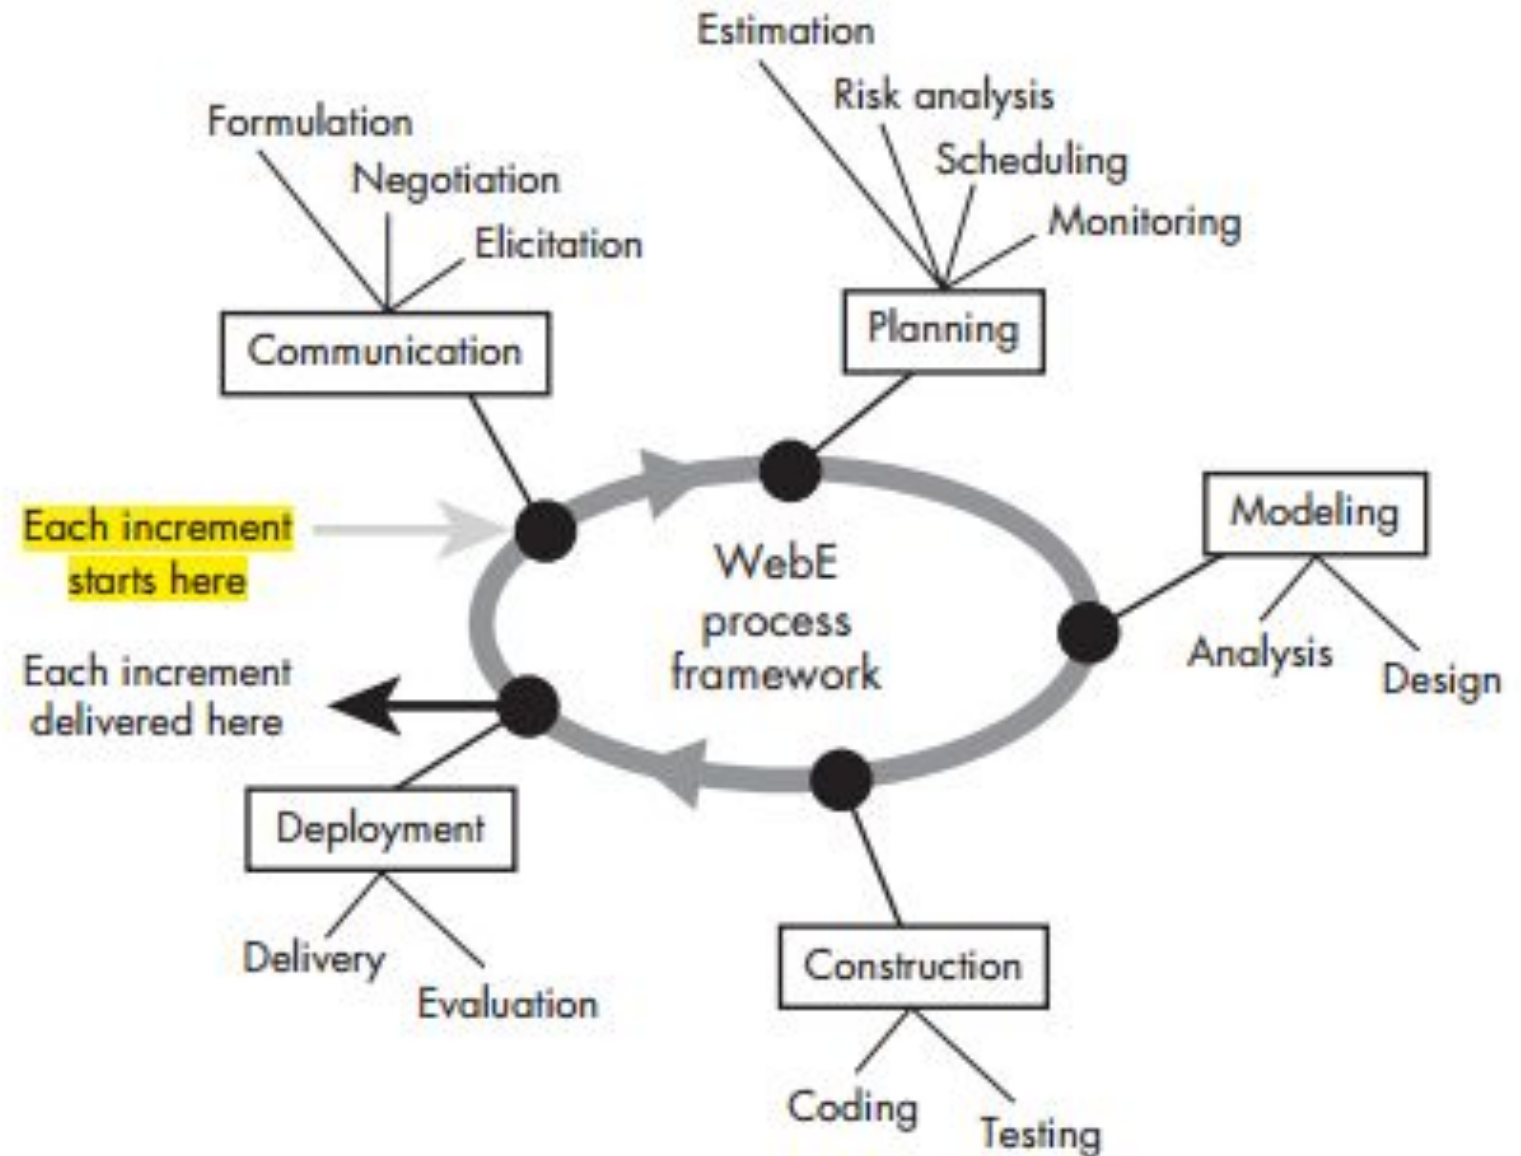 Estimation
Risk analysis
Scheduling
Monitoring
Formulation
Negotiation
Elicitation
Communication
Planning
Each increment
starts here
WebE
process
framework
Modeling
Analysis
Design
Each increment
delivered here
Deployment
Delivery
Evaluation
Construction
Coding
Testing